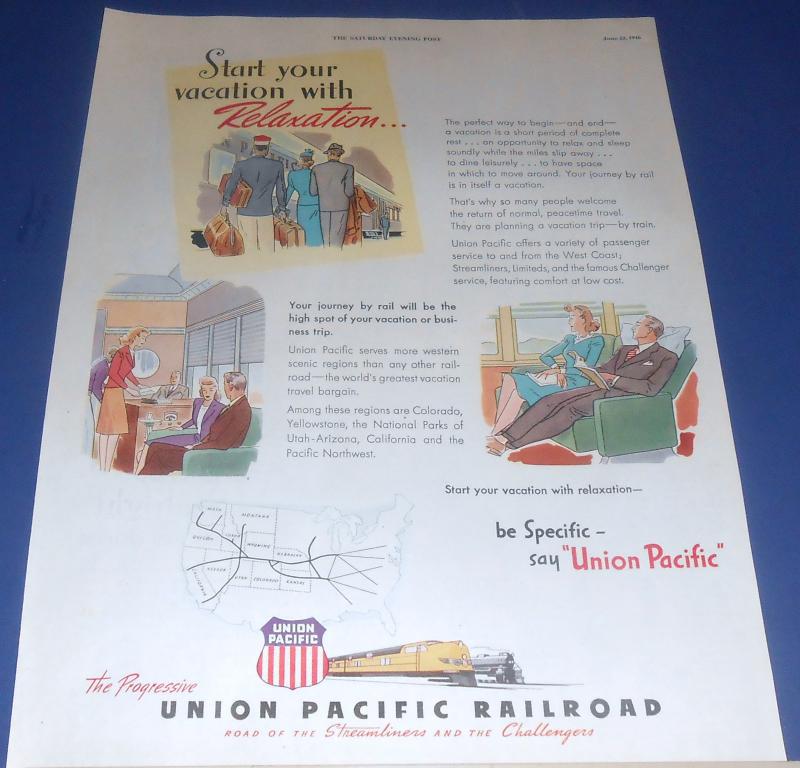 THE SATURDAY EVENING POST
June 22, 1946
Start your
vacation with
Relaxation...
The perfect way to begin—and end—
a vacation is a short period of complete
rest . . . an opportunity to relax and sleep
soundly while the miles slip away . . .
to dine leisurely . . . to have space
in which to move around. Your journey by rail
is in itself a vacation.
That's why so many people welcome
the return of normal, peacetime travel.
They are planning a vacation trip—by train.
Union Pacific offers a variety of passenger
service to and from the West Coast;
Streamliners, Limiteds, and the famous Challenger
service, featuring comfort at low cost.
Your journey by rail will be the
high spot of your vacation or busi-
ness trip.
Union Pacific serves more western
scenic regions than any other rail-
road—the world's greatest vacation
travel bargain.
Among these regions are Colorado,
Yellowstone, the National Parks of
Utah-Arizona, California and the
Pacific Northwest.
Start your vacation with relaxation—
be Specific –
say "Union Pacific"
WASH.
MONTANA
OREGON
IDAHO
WYOMING
NEBRASKA
NEVADA
UTAH
COLORADO
KANSAS
CALIFORNIA
UNION
PACIFIC
The Progressive
UNION PACIFIC RAILROAD
ROAD OF THE Streamliners AND THE Challengers